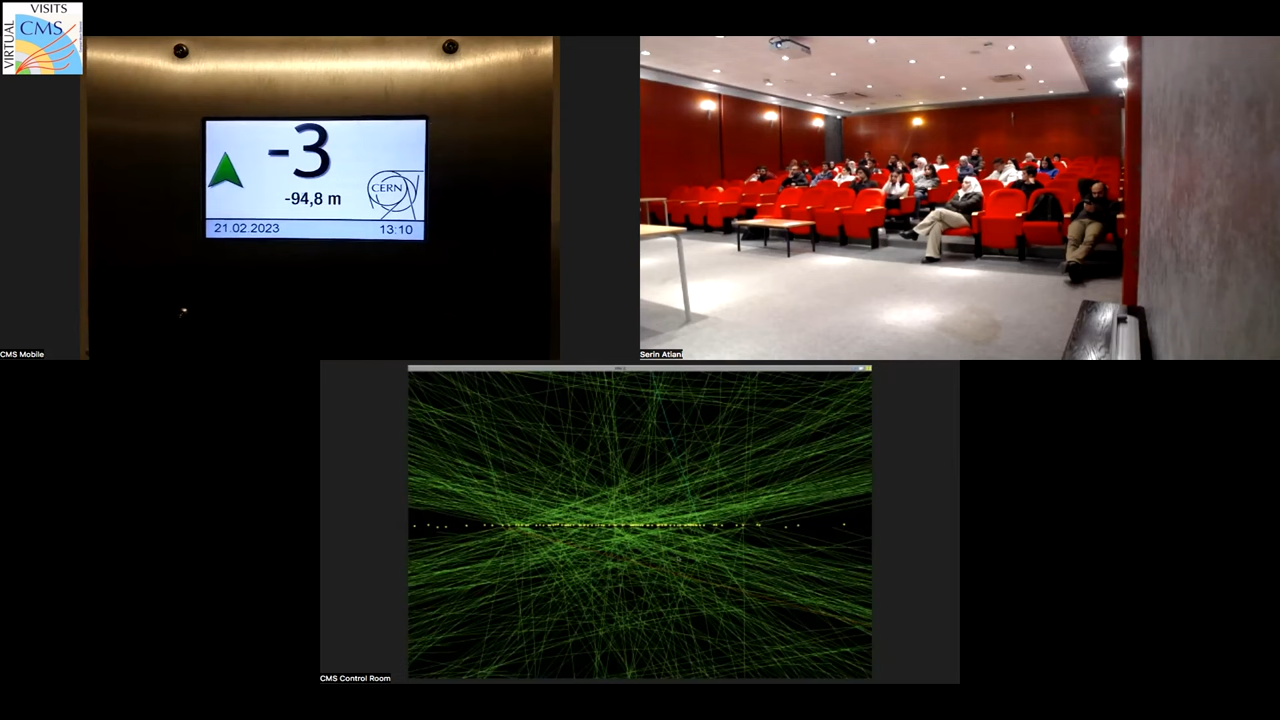 VISITS
CMS
VIRTUAL
-3
-94,8 m
CERN
21 02.2023
13:10
CMS Mobile
Serin Atiani
CMS Control Room